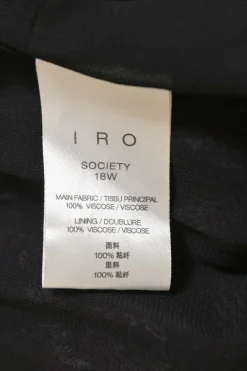 IRO
SOCIETY
18W
MAIN FABRIC / TISSU PRINCIPAL
100% VISCOSE / VISCOSE
LINING / DOUBLURE
100% VISCOSE / VISCOSE
面料
100% 粘纤
里料
100% 粘纤